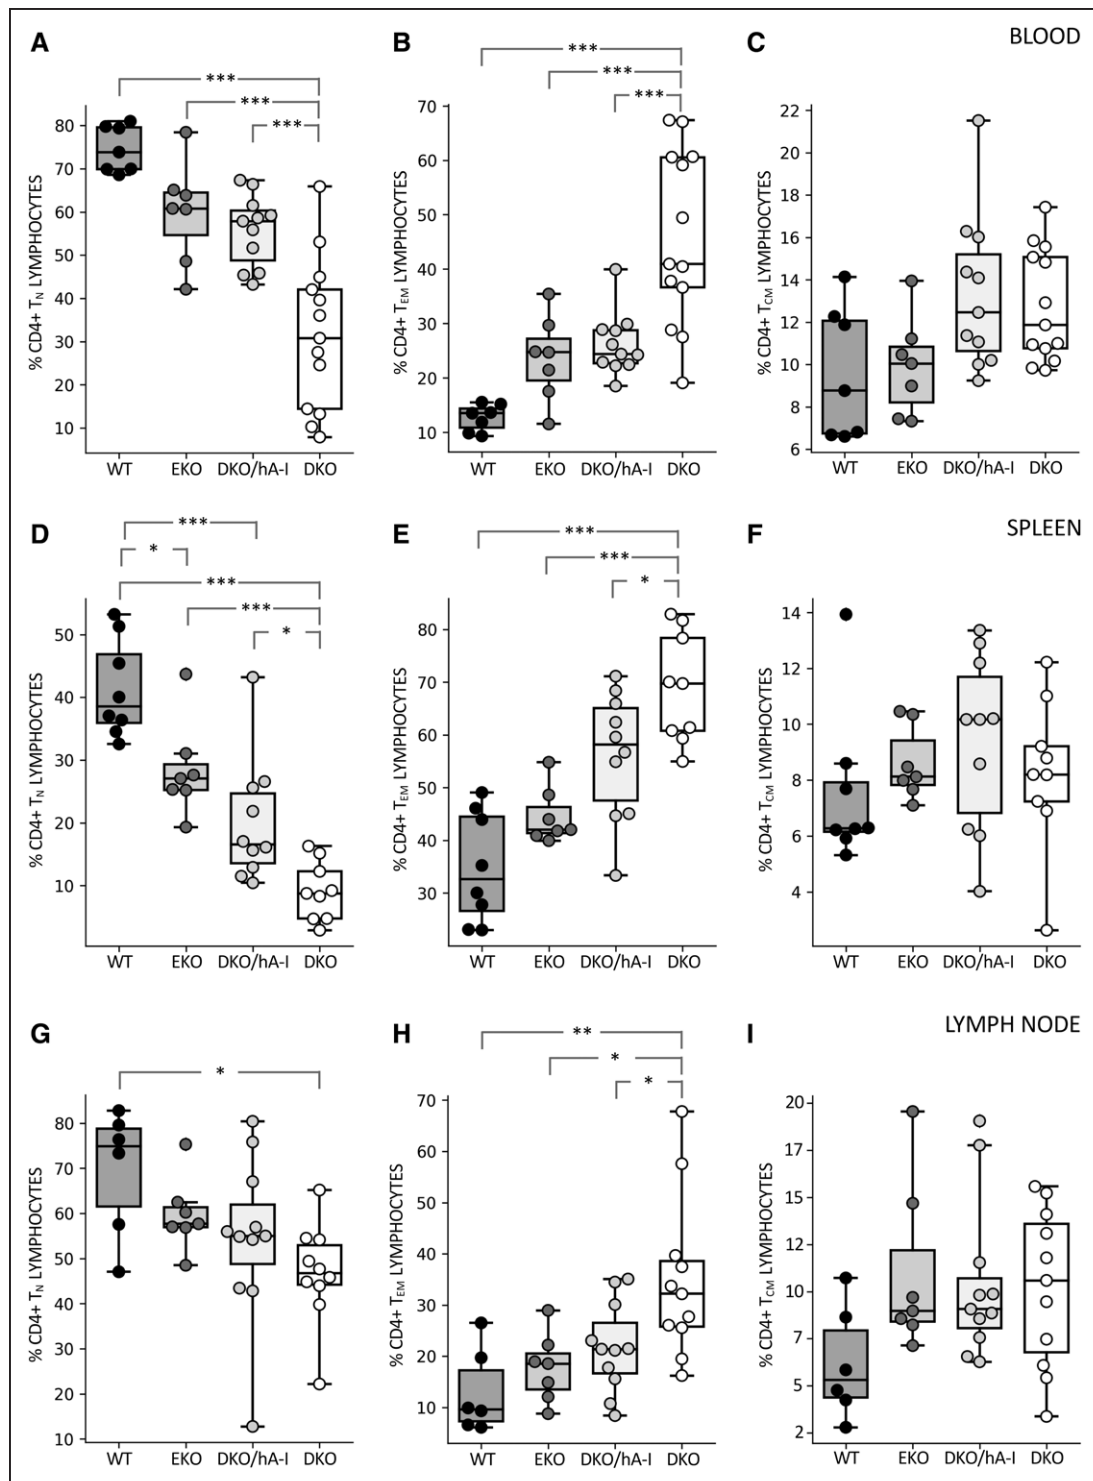 A
B
C
BLOOD
***
***
***
% CD4+ TN LYMPHOCYTES
80
70
60
50
40
30
20
10
WT
EKO
DKO/hA-I
DKO
***
***
***
% CD4+ TEM LYMPHOCYTES
70
60
50
40
30
20
10
WT
EKO
DKO/hA-I
DKO
% CD4+ TCM LYMPHOCYTES
22
20
18
16
14
12
10
8
6
WT
EKO
DKO/hA-I
DKO
D
E
F
SPLEEN
***
*
***
***
*
% CD4+ TN LYMPHOCYTES
50
40
30
20
10
WT
EKO
DKO/hA-I
DKO
***
***
*
% CD4+ TEM LYMPHOCYTES
80
70
60
50
40
30
WT
EKO
DKO/hA-I
DKO
% CD4+ TCM LYMPHOCYTES
14
12
10
8
6
4
WT
EKO
DKO/hA-I
DKO
G
H
I
LYMPH NODE
*
% CD4+ TN LYMPHOCYTES
80
70
60
50
40
30
20
10
WT
EKO
DKO/hA-I
DKO
**
*
*
% CD4+ TEM LYMPHOCYTES
70
60
50
40
30
20
10
WT
EKO
DKO/hA-I
DKO
% CD4+ TCM LYMPHOCYTES
20
17
15
12
10
7
5
2
WT
EKO
DKO/hA-I
DKO